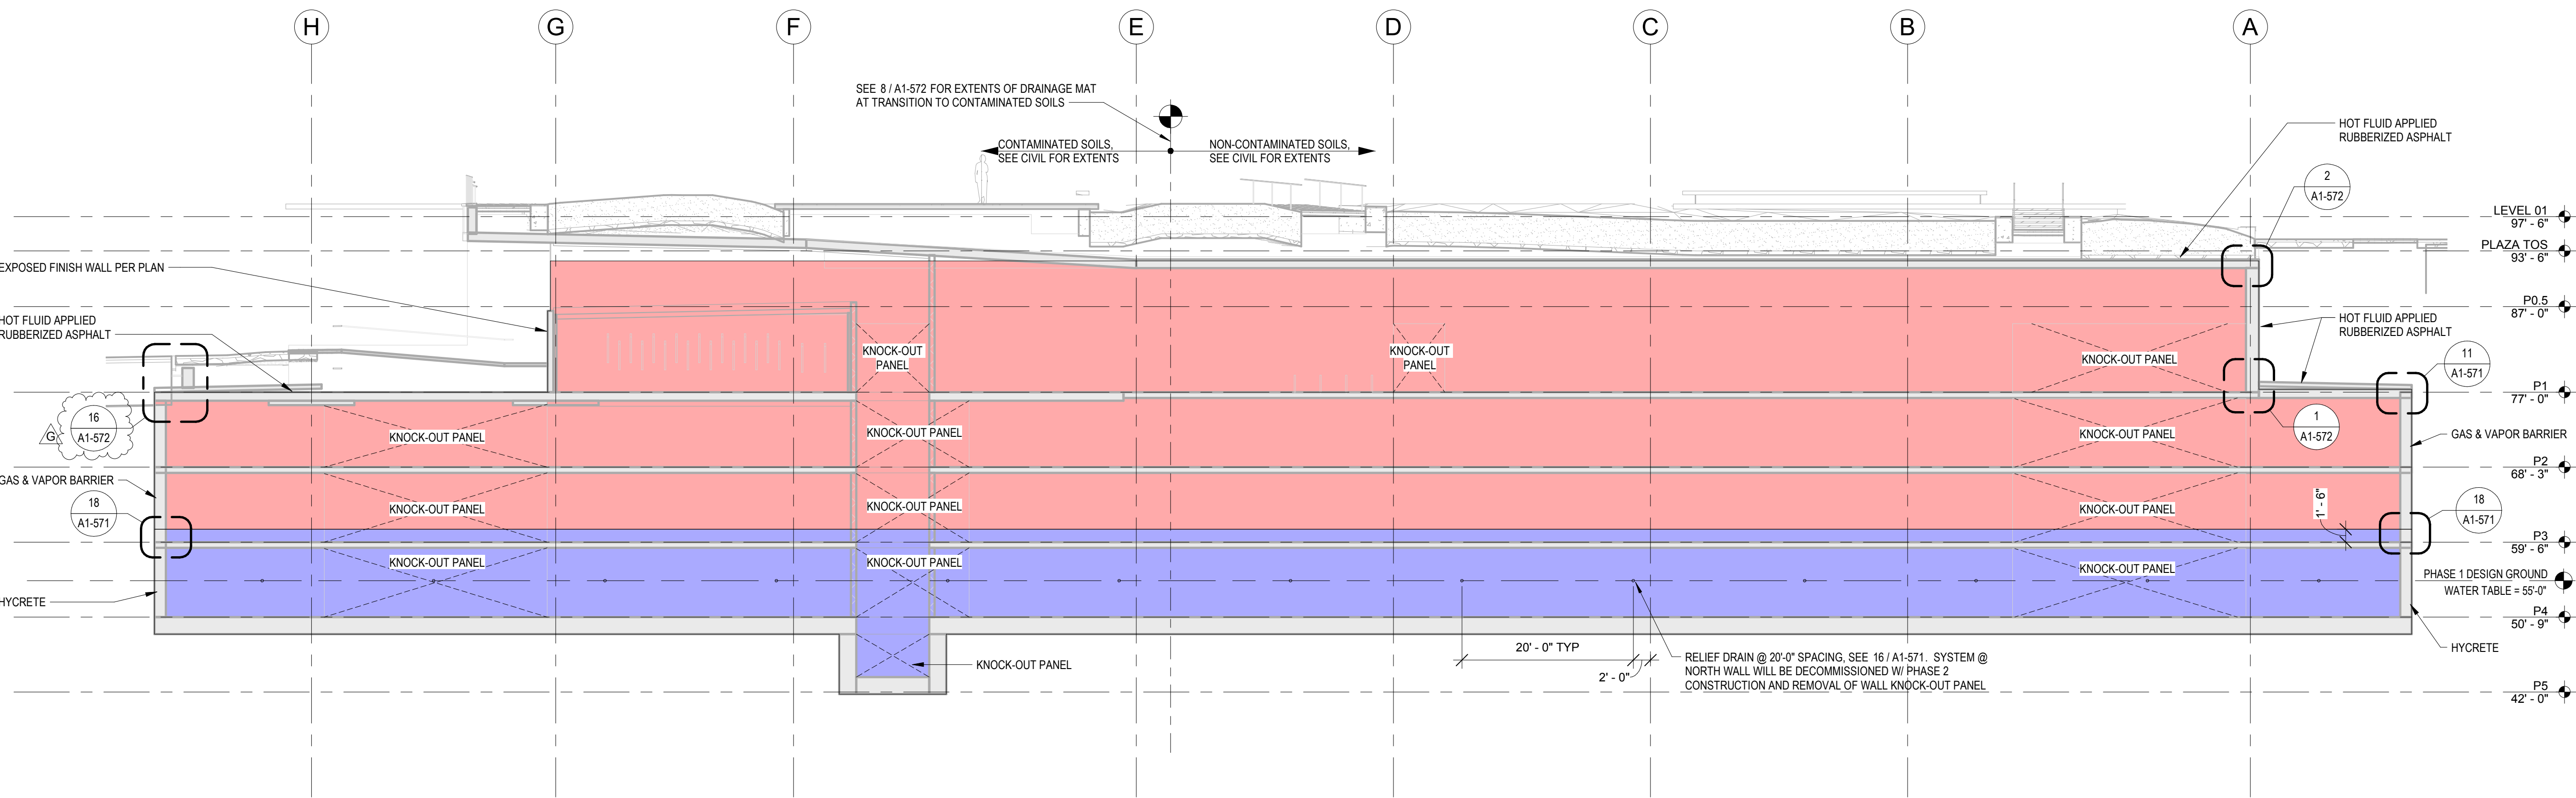 H
G
F
E
D
C
B
A
SEE 8 / A1-572 FOR EXTENTS OF DRAINAGE MAT
AT TRANSITION TO CONTAMINATED SOILS
CONTAMINATED SOILS,
SEE CIVIL FOR EXTENTS
NON-CONTAMINATED SOILS,
SEE CIVIL FOR EXTENTS
HOT FLUID APPLIED
RUBBERIZED ASPHALT
2
A1-572
LEVEL 01
97' - 6"
PLAZA TOS
93' - 6"
EXPOSED FINISH WALL PER PLAN
P0.5
87' - 0"
HOT FLUID APPLIED
RUBBERIZED ASPHALT
HOT FLUID APPLIED
RUBBERIZED ASPHALT
KNOCK-OUT
PANEL
KNOCK-OUT
PANEL
KNOCK-OUT PANEL
11
A1-571
P1
77' - 0"
16
A1-572
G
1
A1-572
KNOCK-OUT PANEL
KNOCK-OUT PANEL
KNOCK-OUT PANEL
GAS & VAPOR BARRIER
P2
68' - 3"
GAS & VAPOR BARRIER
18
A1-571
KNOCK-OUT PANEL
KNOCK-OUT PANEL
KNOCK-OUT PANEL
1' - 6"
18
A1-571
P3
59' - 6"
KNOCK-OUT PANEL
KNOCK-OUT PANEL
KNOCK-OUT PANEL
PHASE 1 DESIGN GROUND
WATER TABLE = 55'-0"
HYCRETE
P4
50' - 9"
HYCRETE
20' - 0" TYP
2' - 0"
KNOCK-OUT PANEL
RELIEF DRAIN @ 20'-0" SPACING, SEE 16 / A1-571. SYSTEM @
NORTH WALL WILL BE DECOMMISSIONED W/ PHASE 2
CONSTRUCTION AND REMOVAL OF WALL KNOCK-OUT PANEL
P5
42' - 0"